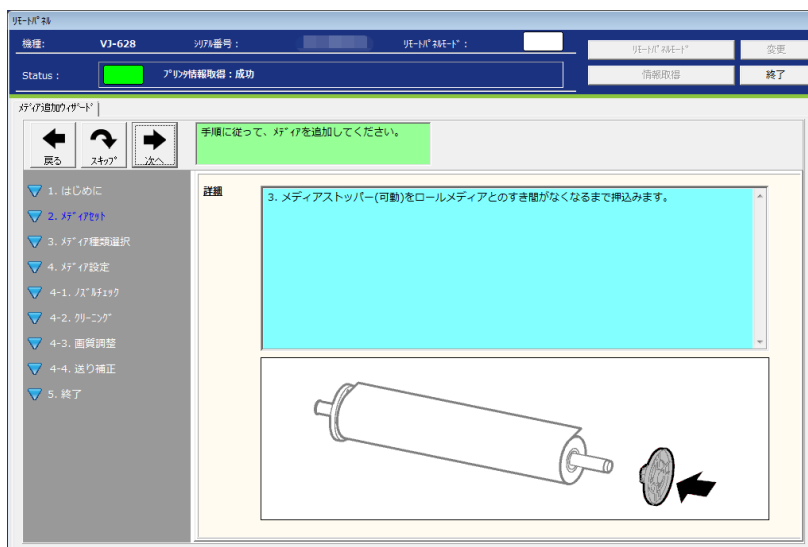 ﾘﾓｰﾄﾊﾟﾈﾙ
機種: VJ-628 ｼﾘｱﾙ番号： ﾘﾓｰﾄﾊﾟﾈﾙﾓｰﾄﾞ： ﾘﾓｰﾄﾊﾟﾈﾙﾓｰﾄﾞ 変更
Status： ﾌﾟﾘﾝﾀ情報取得：成功 情報取得 終了
ﾒﾃﾞｨｱ追加ｳｨｻﾞｰﾄﾞ
戻る ｽｷｯﾌﾟ 次へ
手順に従って、ﾒﾃﾞｨｱを追加してください。
1. はじめに
2. ﾒﾃﾞｨｱｾｯﾄ
3. ﾒﾃﾞｨｱ種類選択
4. ﾒﾃﾞｨｱ設定
4-1. ﾉｽﾞﾙﾁｪｯｸ
4-2. ｸﾘｰﾆﾝｸﾞ
4-3. 画質調整
4-4. 送り補正
5. 終了
詳細
3. メディアストッパー(可動)をロールメディアとのすき間がなくなるまで押込みます。